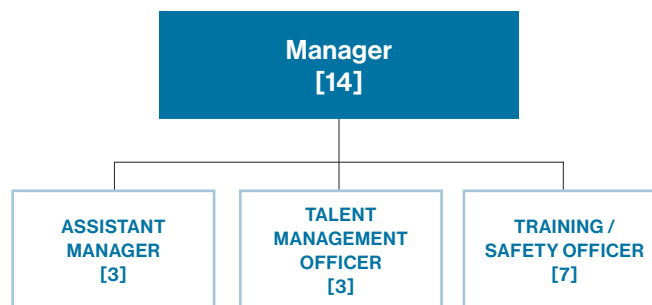 Manager
[14]
ASSISTANT
MANAGER
[3]
TALENT
MANAGEMENT
OFFICER
[3]
TRAINING /
SAFETY OFFICER
[7]